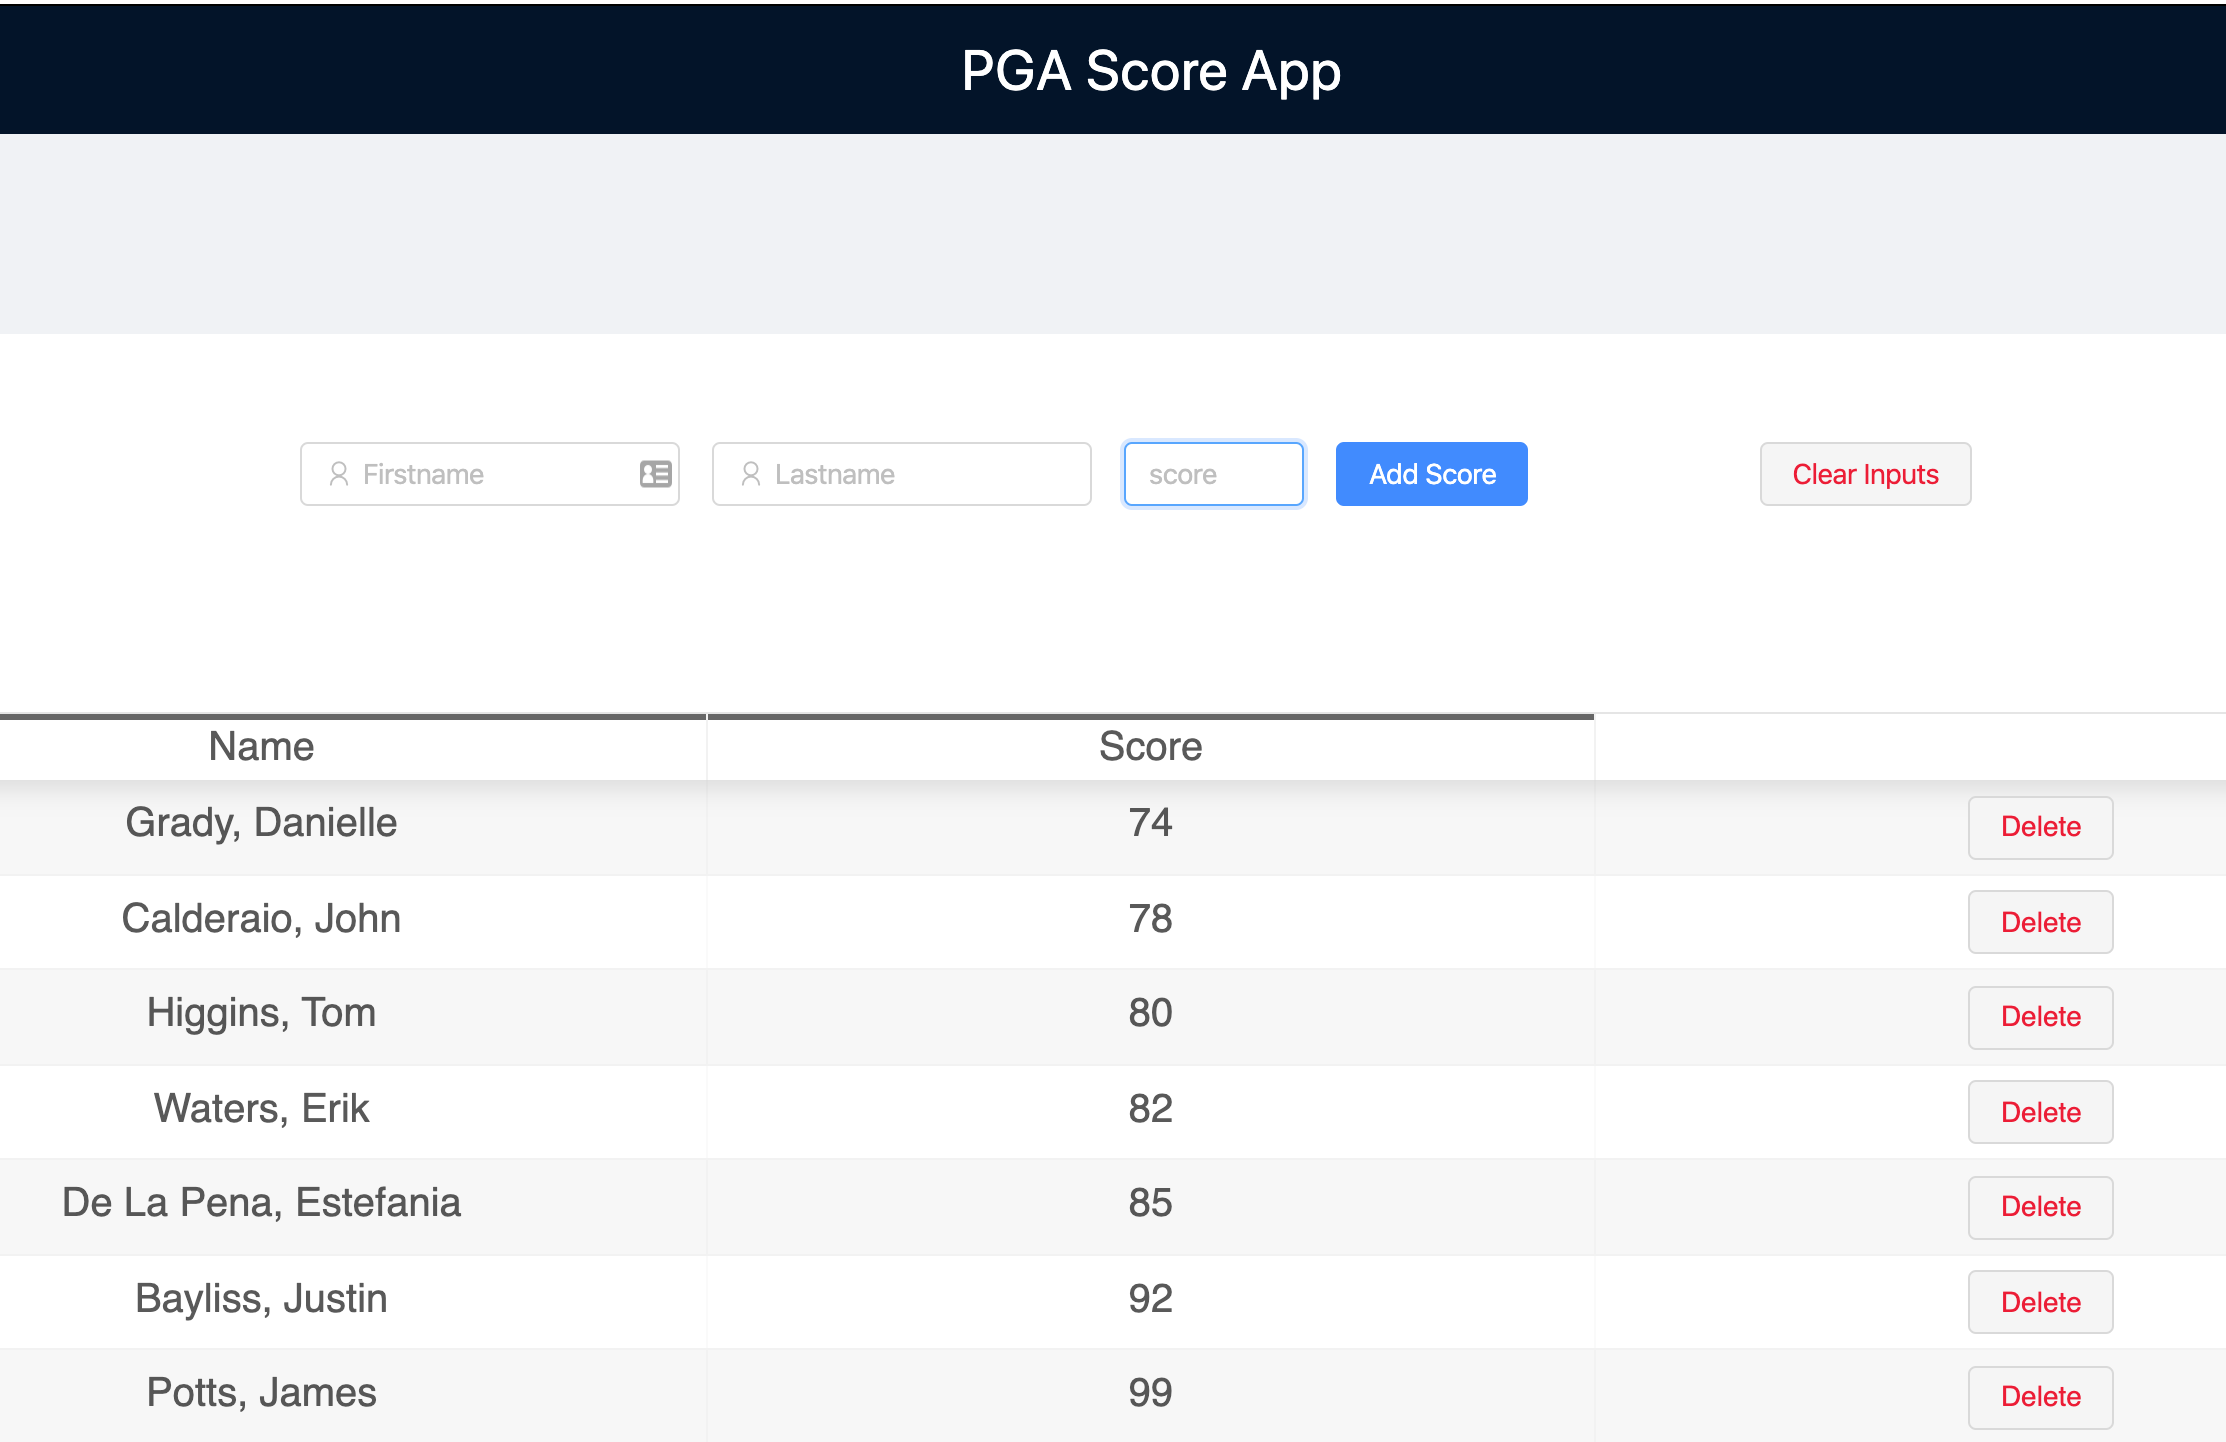 PGA Score App
Firstname Lastname score Add Score Clear Inputs
Name Score
Grady, Danielle 74 Delete
Calderaio, John 78 Delete
Higgins, Tom 80 Delete
Waters, Erik 82 Delete
De La Pena, Estefania 85 Delete
Bayliss, Justin 92 Delete
Potts, James 99 Delete